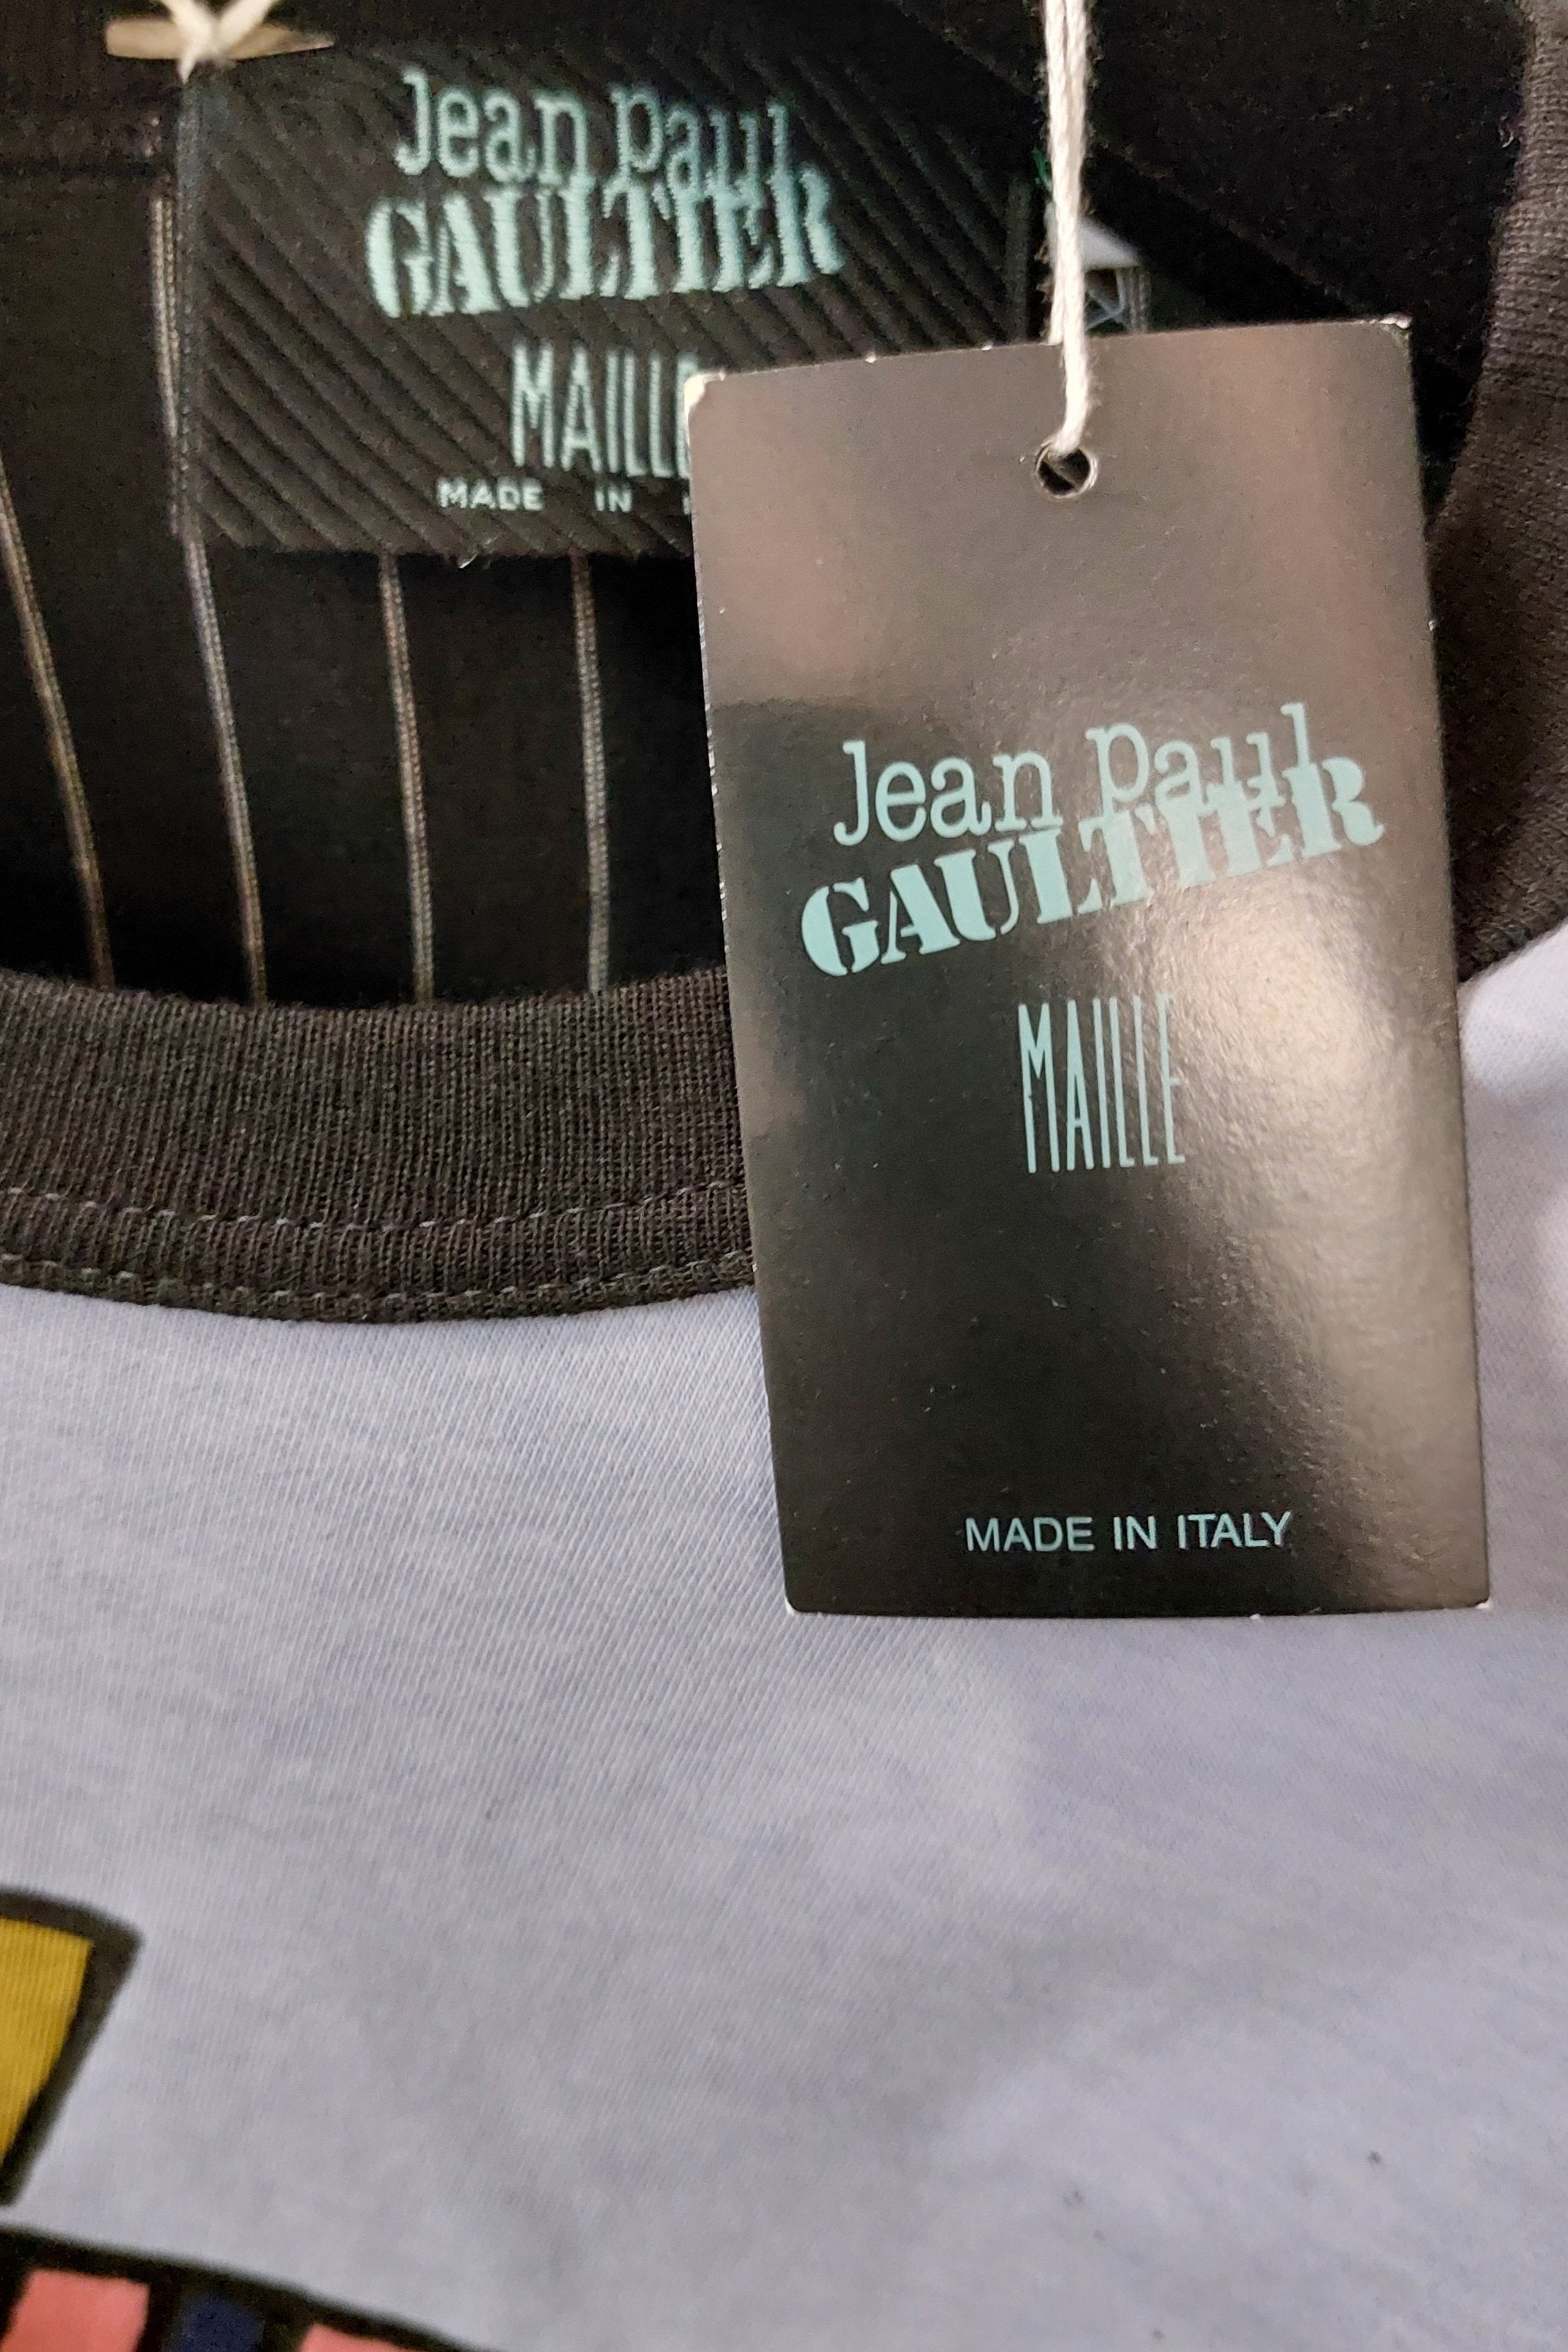 Jean Paul
GAULTIER
MAILLE
MADE IN
Jean Paul
GAULTIER
MAILLE
MADE IN ITALY